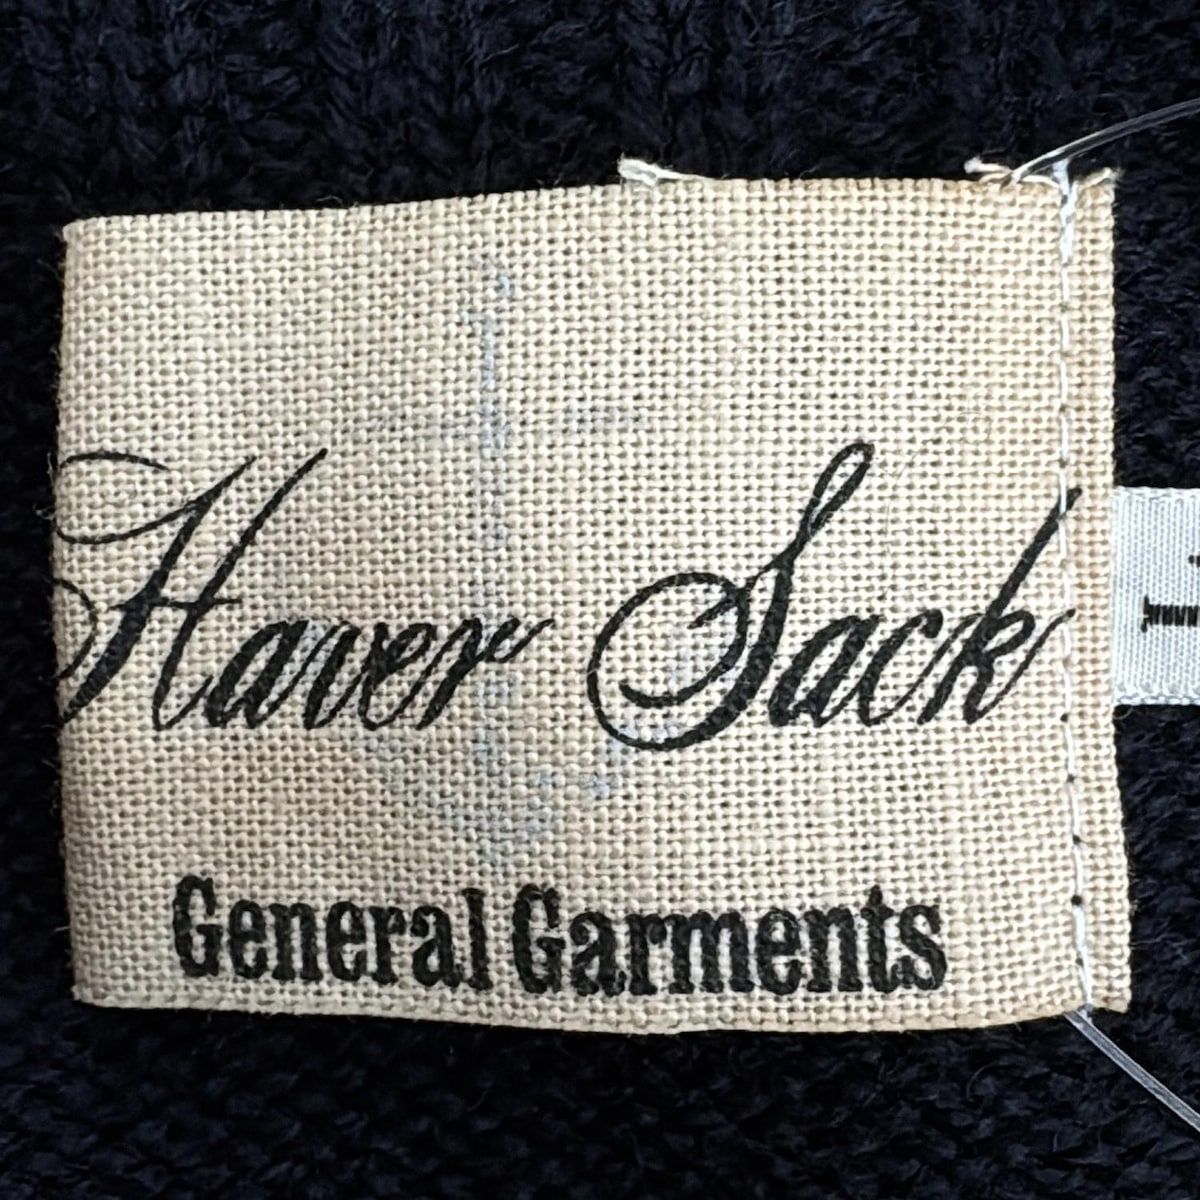 Haver Sack
General Garments